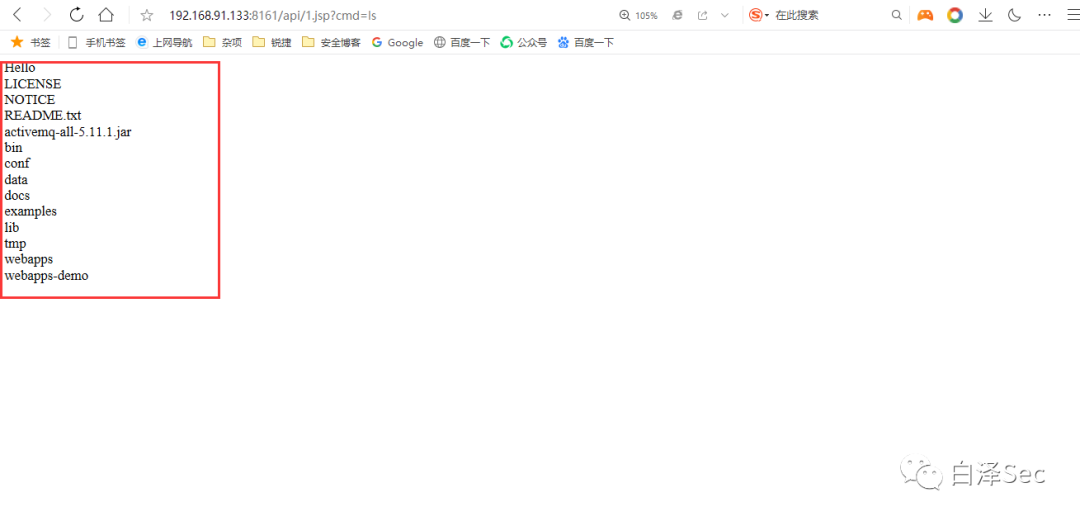 192.168.91.133:8161/api/1.jsp?cmd=ls
105%
在此搜索
书签
手机书签
上网导航
杂项
锐捷
安全博客
Google
百度一下
公众号
百度一下
Hello
LICENSE
NOTICE
README.txt
activemq-all-5.11.1.jar
bin
conf
data
docs
examples
lib
tmp
webapps
webapps-demo
白泽Sec